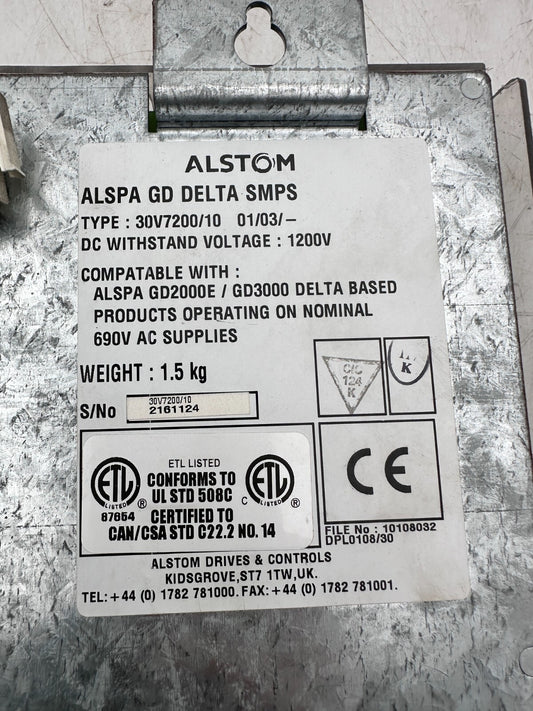 ALSTOM
ALSPA GD DELTA SMPS
TYPE : 30V7200/10 01/03/-
DC WITHSTAND VOLTAGE : 1200V
COMPATABLE WITH :
ALSPA GD2000E / GD3000 DELTA BASED
PRODUCTS OPERATING ON NOMINAL
690V AC SUPPLIES
WEIGHT : 1.5 kg
C/C
124
K
K
S/No
30V7200/10
2161124
ETL LISTED
CONFORMS TO
UL STD 508C
ETL
87654
C ETL
CERTIFIED TO
CAN/CSA STD C22.2 NO. 14
CE
FILE No : 10108032
DPL0108/30
ALSTOM DRIVES & CONTROLS
KIDSGROVE,ST7 1TW,UK.
TEL:+44 (0) 1782 781000. FAX:+44 (0) 1782 781001.